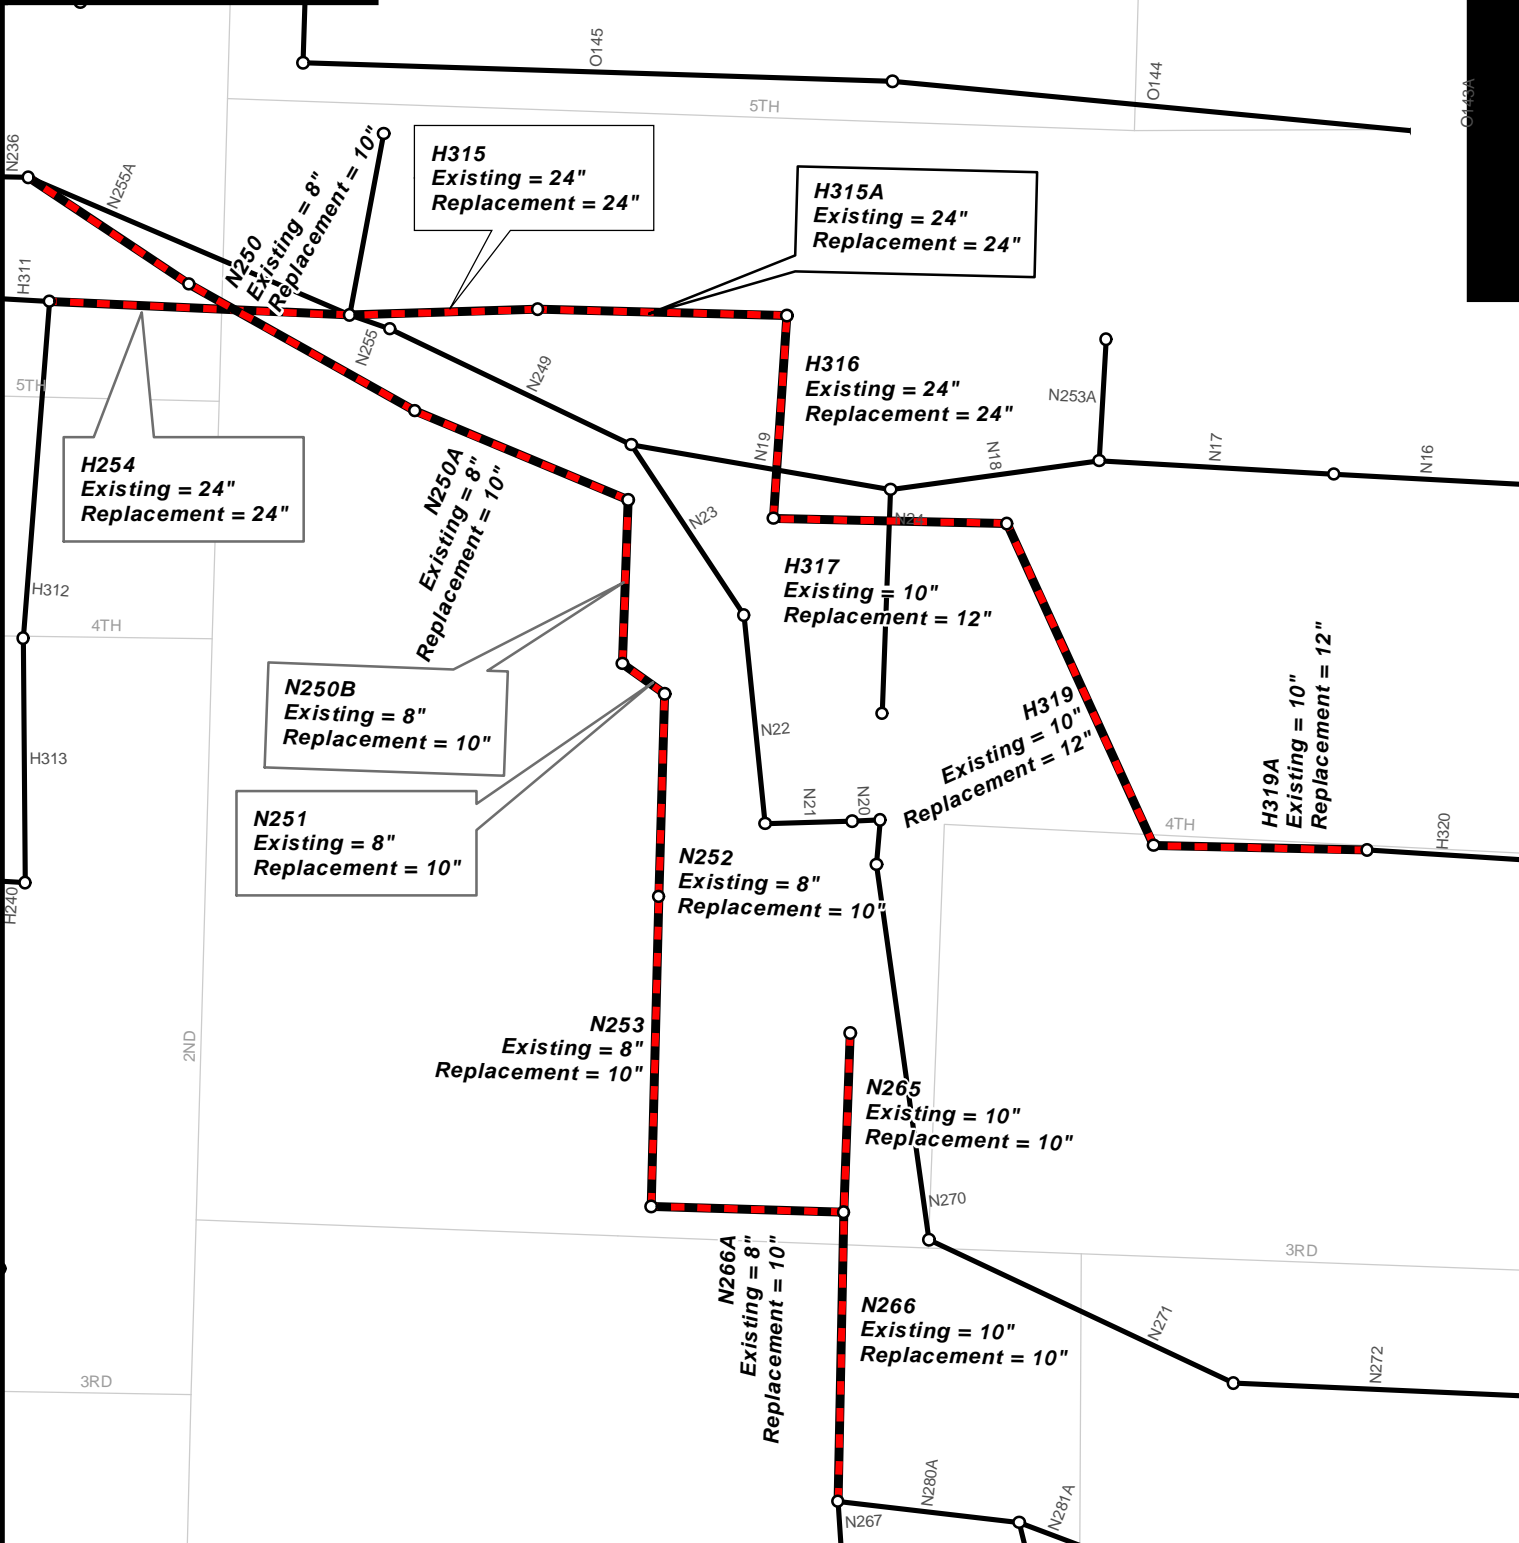 O145
O144
O143A
5TH
N236
N255A
N250
Existing = 8"
Replacement = 10"
H315
Existing = 24"
Replacement = 24"
H315A
Existing = 24"
Replacement = 24"
H311
N255
N249
5TH
H316
Existing = 24"
Replacement = 24"
N253A
N19
N18
N17
N16
H254
Existing = 24"
Replacement = 24"
N250A
Existing = 8"
Replacement = 10"
N23
N24
H317
Existing = 10"
Replacement = 12"
H312
4TH
N250B
Existing = 8"
Replacement = 10"
H319
Existing = 10"
Replacement = 12"
H319A
Existing = 10"
Replacement = 12"
N22
H313
N251
Existing = 8"
Replacement = 10"
N21
N20
4TH
H320
N252
Existing = 8"
Replacement = 10"
H240
2ND
N253
Existing = 8"
Replacement = 10"
N265
Existing = 10"
Replacement = 10"
N270
3RD
N266A
Existing = 8"
Replacement = 10"
N266
Existing = 10"
Replacement = 10"
N271
N272
3RD
N280A
N281A
N267